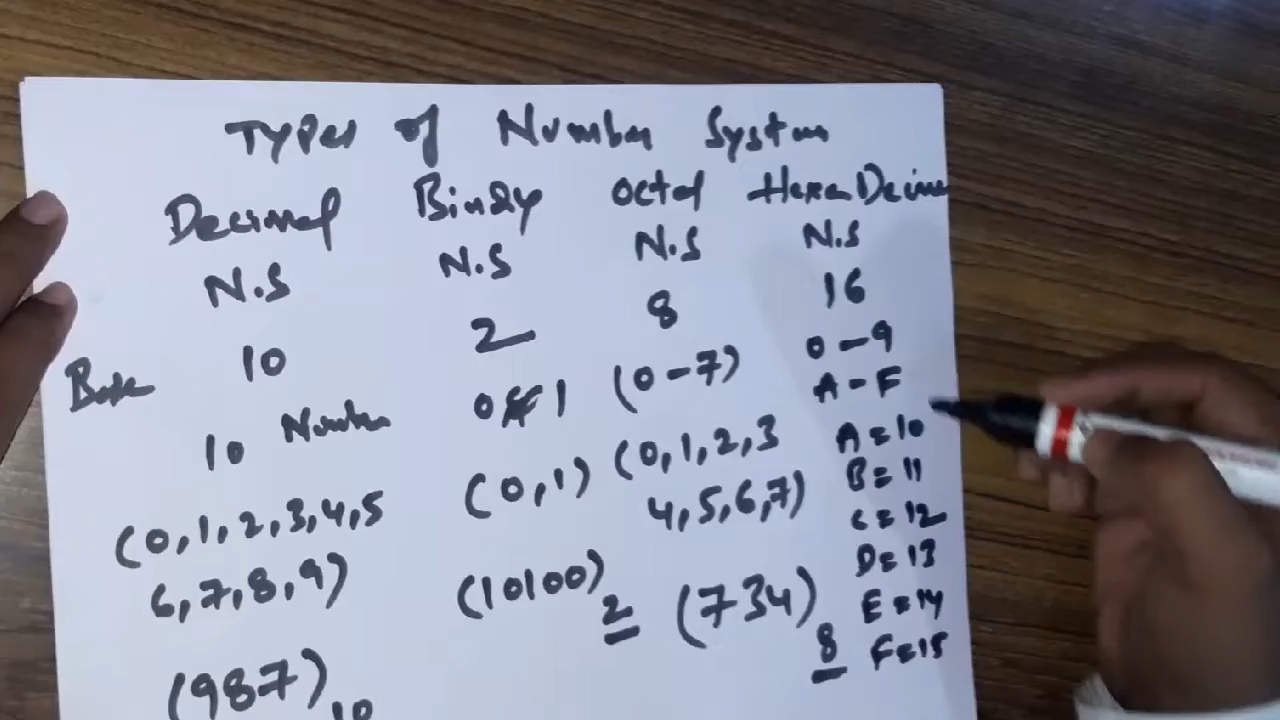 Types of Number System
Decimal Binary Octal Hexa Decima
N.S N.S N.S N.S
Base 10 2 8 16
10 Number 0 1 (0-7) 0-9
A-F
(0,1,2,3,4,5 (0,1) (0,1,2,3 A=10
6,7,8,9) 4,5,6,7) B=11
C=12
D=13
(987)10 (10100)2 (734)8 E=14
F=15